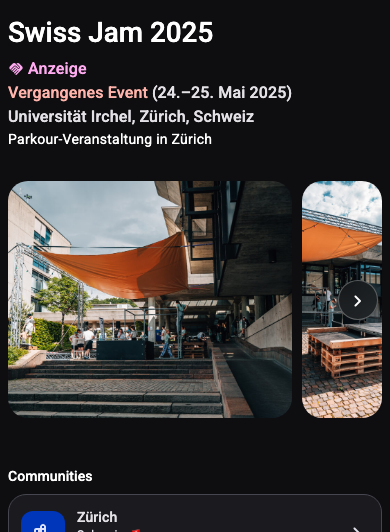 Swiss Jam 2025
Anzeige
Vergangenes Event (24.–25. Mai 2025)
Universität Irchel, Zürich, Schweiz
Parkour-Veranstaltung in Zürich
Communities
Zürich